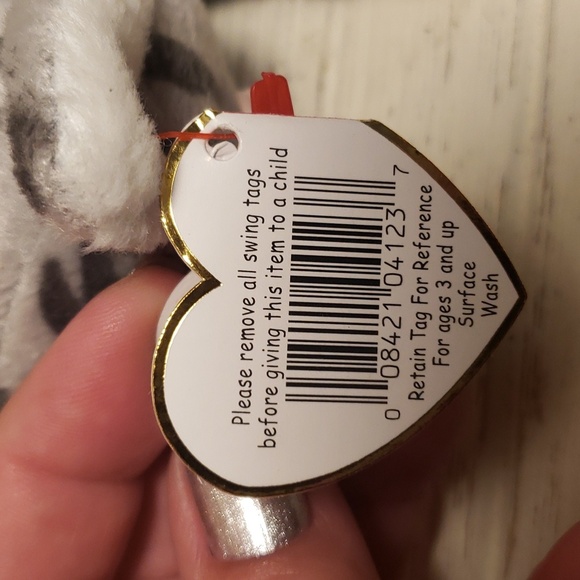 Please remove all swing tags
before giving this item to a child
0 08421 04123 7
Retain Tag For Reference
For ages 3 and up
Surface
Wash